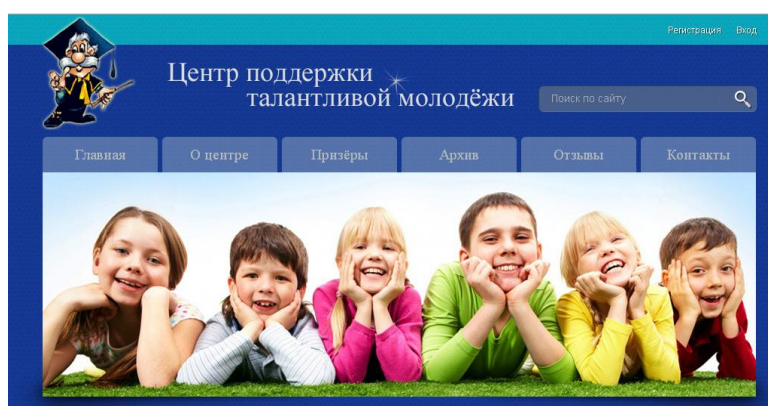 Регистрация Вход
Центр поддержки
талантливой молодёжи
Поиск по сайту
Главная О центре Призёры Архив Отзывы Контакты